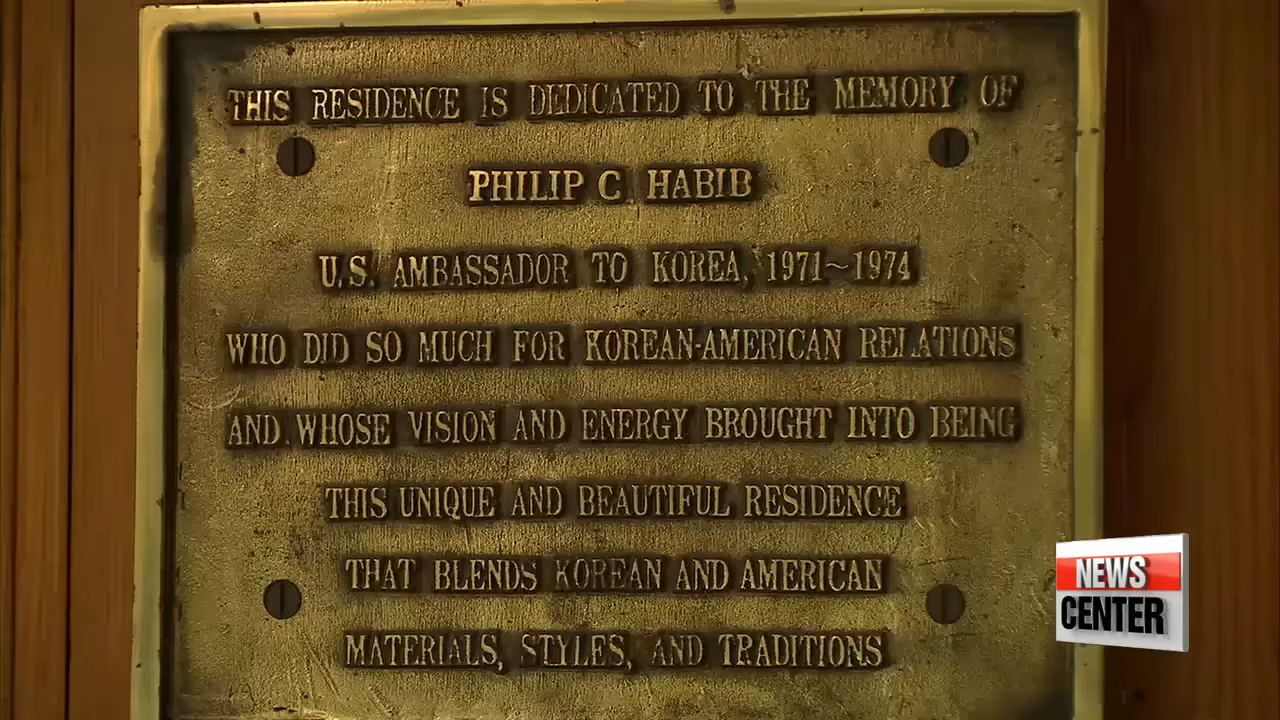 THIS RESIDENCE IS DEDICATED TO THE MEMORY OF
PHILIP C. HABIB
U.S. AMBASSADOR TO KOREA, 1971~1974
WHO DID SO MUCH FOR KOREAN-AMERICAN RELATIONS
AND WHOSE VISION AND ENERGY BROUGHT INTO BEING
THIS UNIQUE AND BEAUTIFUL RESIDENCE
THAT BLENDS KOREAN AND AMERICAN
MATERIALS, STYLES, AND TRADITIONS
NEWS
CENTER